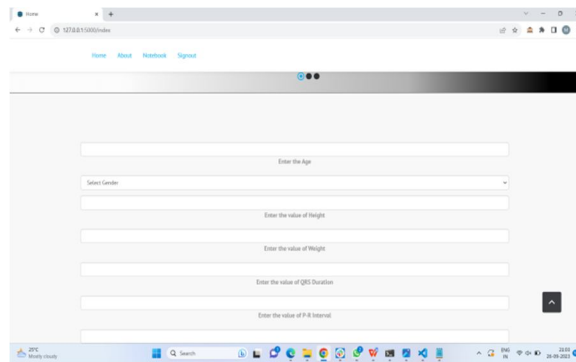 Home
127.0.0.1:5000/index
Home About Notebook Signout
Enter the Age
Select Gender
Enter the value of Height
Enter the value of Weight
Enter the value of QRS Duration
Enter the value of P-R Interval
29°C
Mostly cloudy
Search
ENG
IN